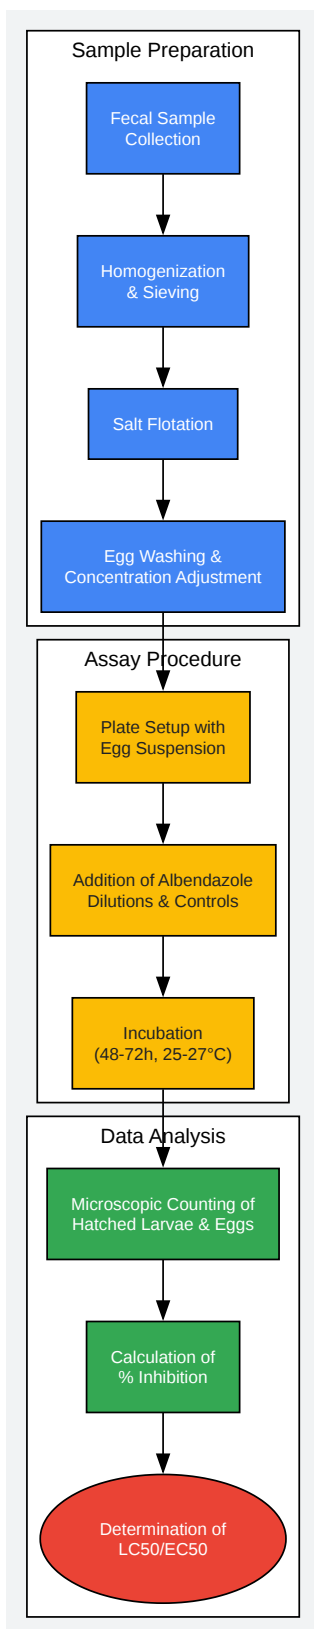 Sample Preparation
Fecal Sample
Collection
Homogenization
& Sieving
Salt Flotation
Egg Washing &
Concentration Adjustment
Assay Procedure
Plate Setup with
Egg Suspension
Addition of Albendazole
Dilutions & Controls
Incubation
(48-72h, 25-27°C)
Data Analysis
Microscopic Counting of
Hatched Larvae & Eggs
Calculation of
% Inhibition
Determination of
LC50/EC50